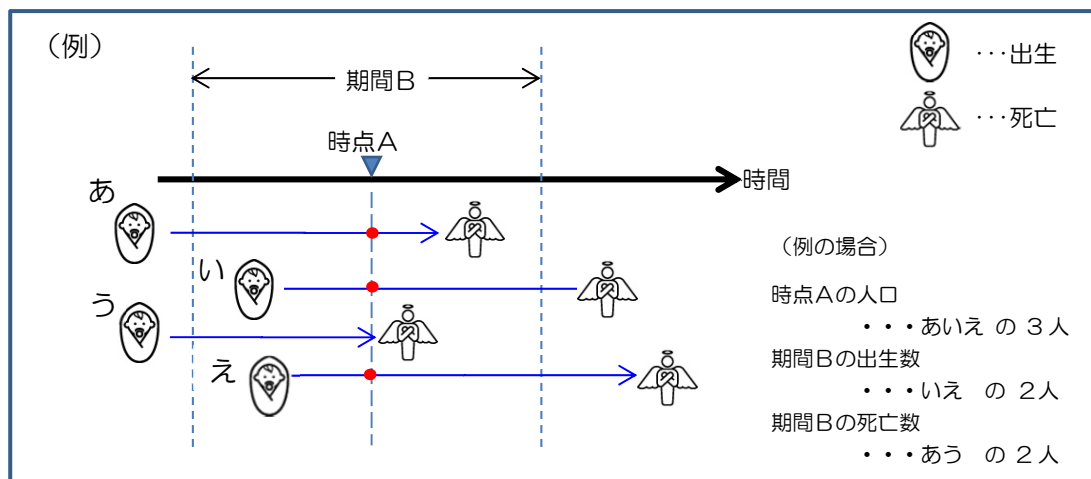 （例）
・・・出生
期間Ｂ
・・・死亡
時点Ａ
時間
あ
い
う
え
（例の場合）
時点Ａの人口
・・・あいえ の ３人
期間Ｂの出生数
・・・いえ　の ２人
期間Ｂの死亡数
・・・あう　の ２人